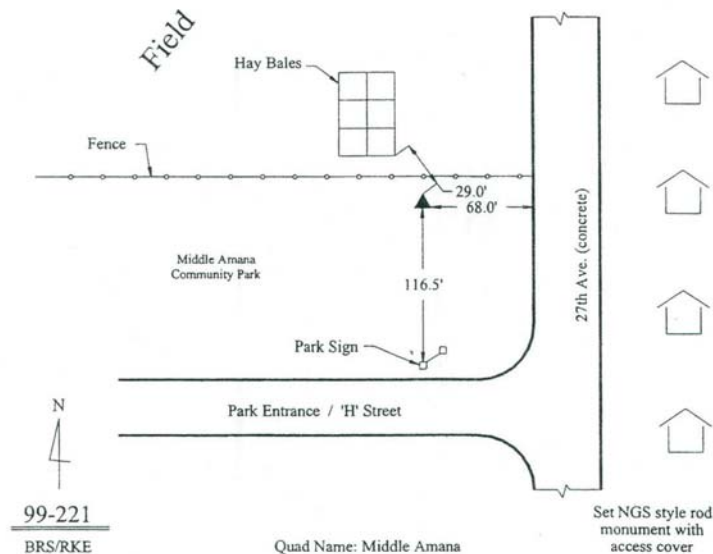 Field
Hay Bales
Fence
29.0'
68.0'
27th Ave. (concrete)
Middle Amana
Community Park
116.5'
Park Sign
Park Entrance / 'H' Street
N
99-221
BRS/RKE
Quad Name: Middle Amana
Set NGS style rod
monument with
access cover